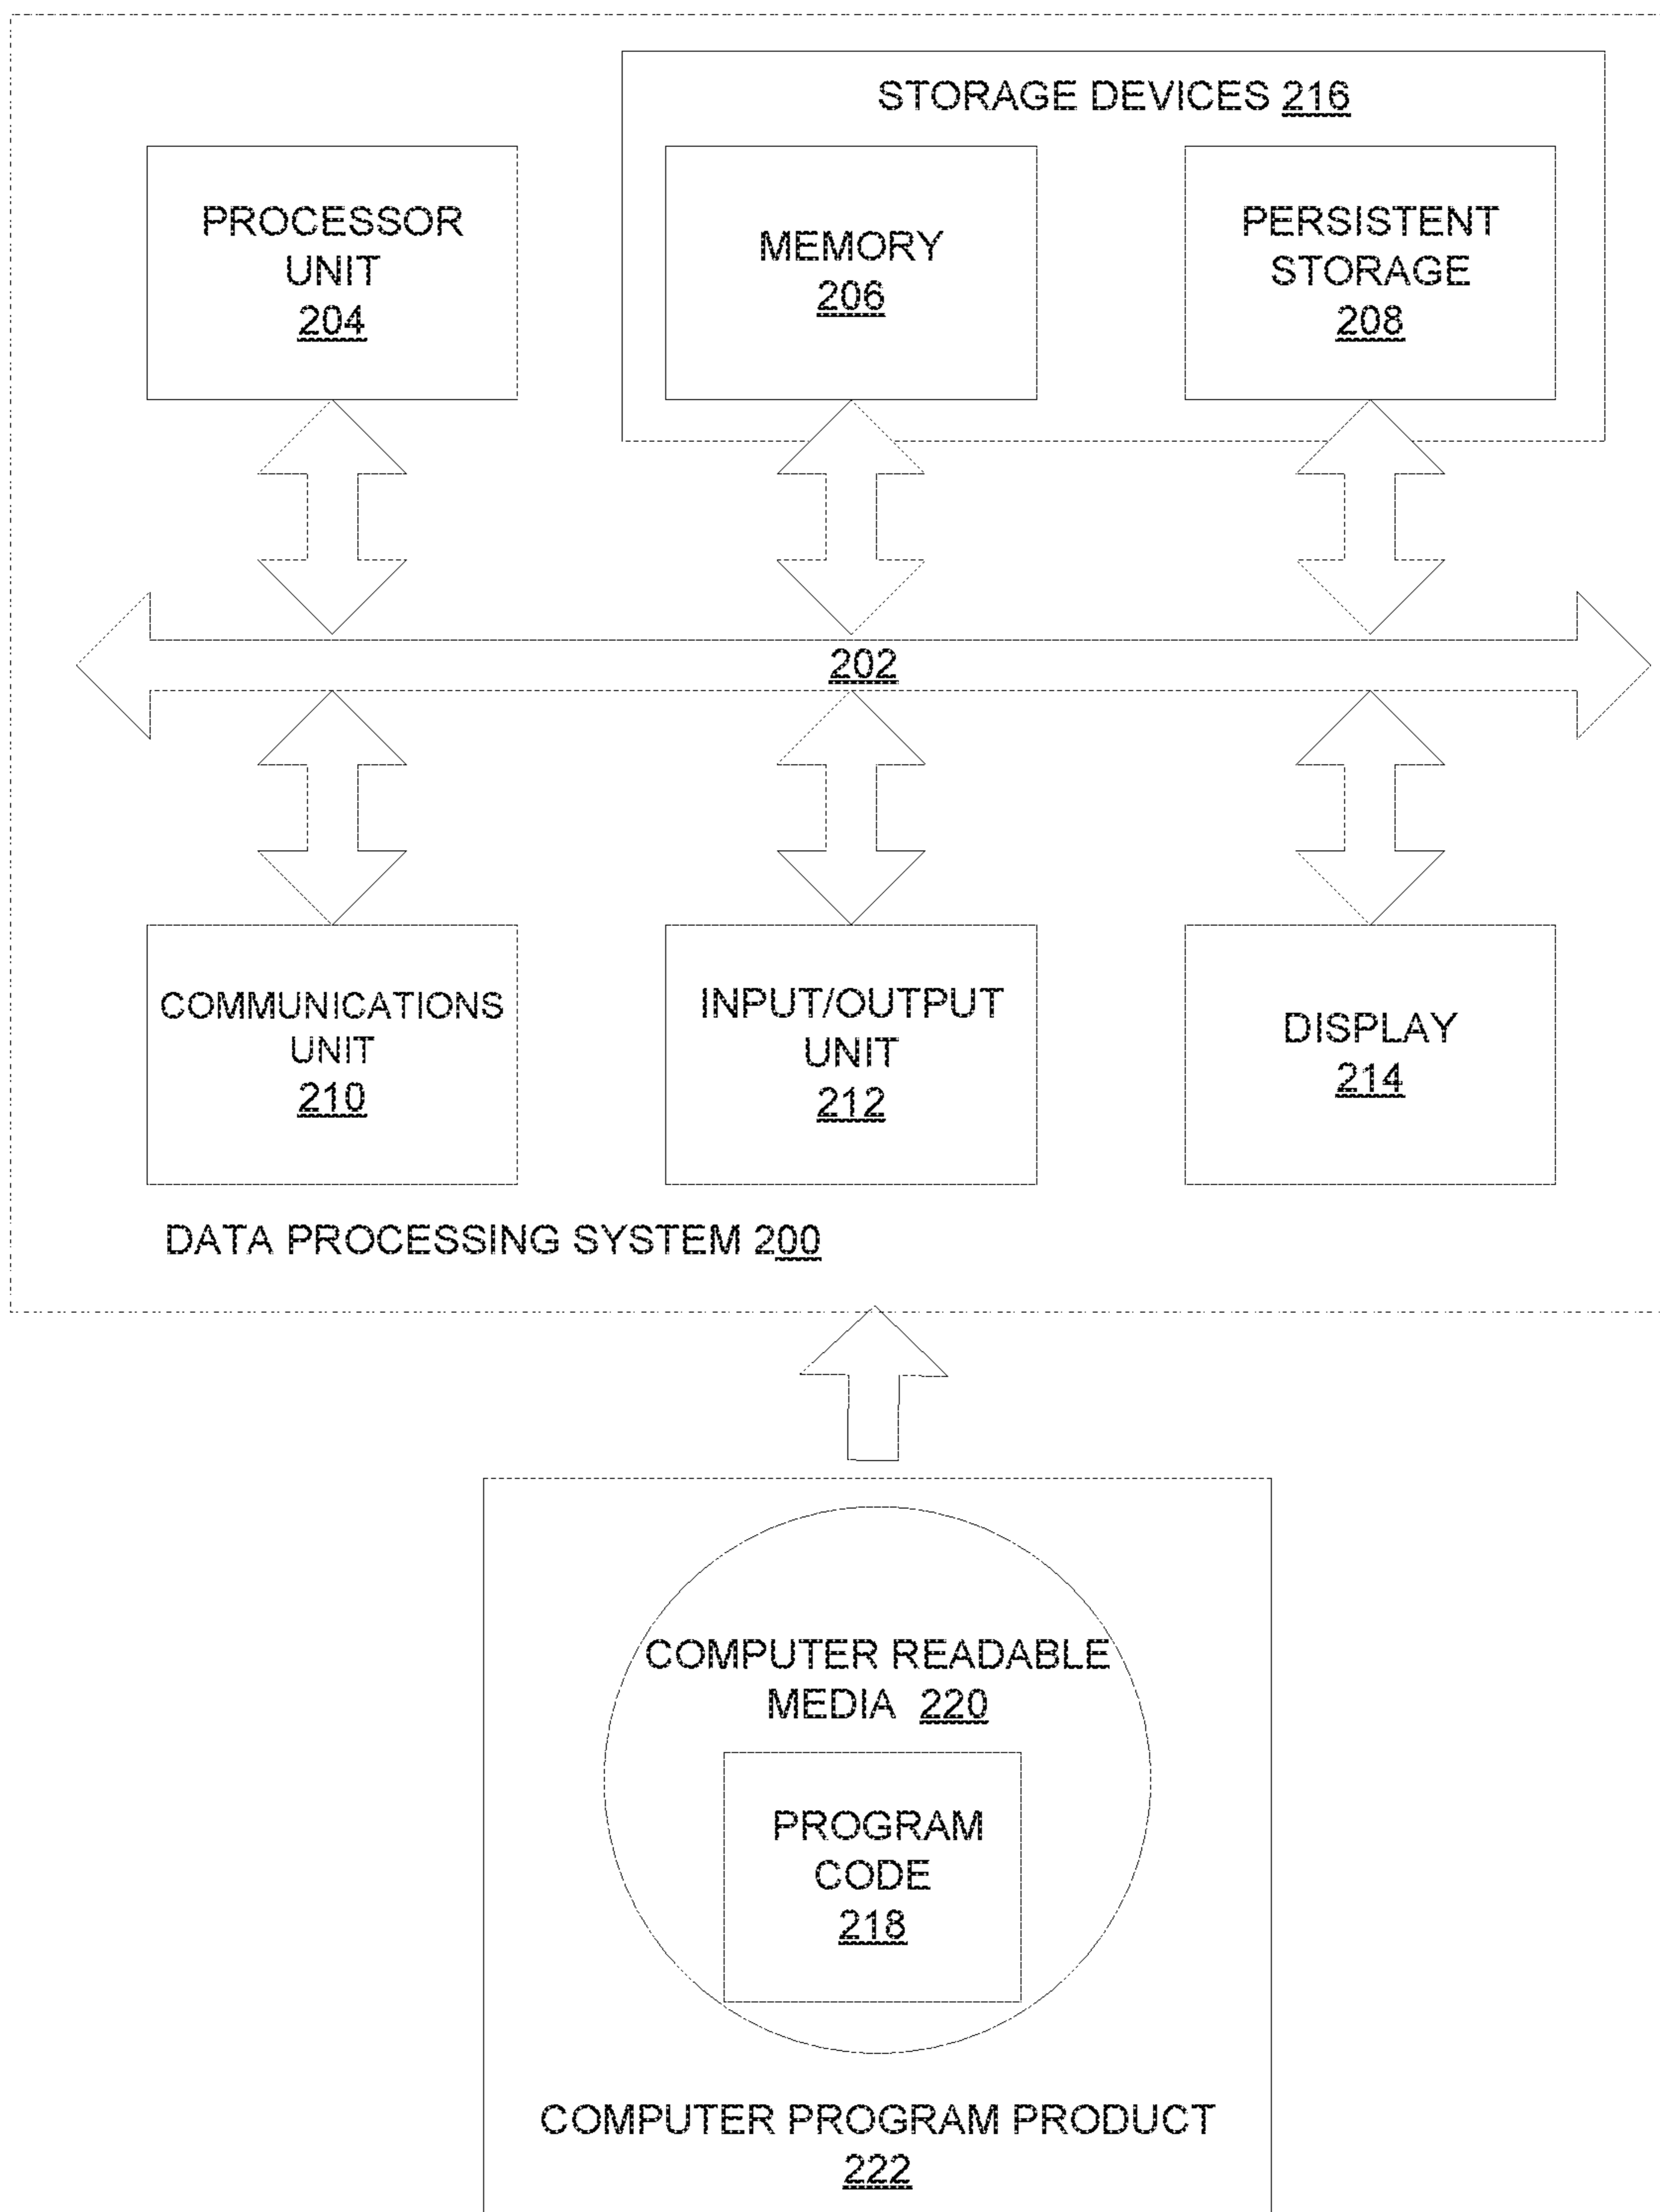 STORAGE DEVICES 216
PROCESSOR
UNIT
204
MEMORY
206
PERSISTENT
STORAGE
208
202
COMMUNICATIONS
UNIT
210
INPUT/OUTPUT
UNIT
212
DISPLAY
214
DATA PROCESSING SYSTEM 200
COMPUTER READABLE
MEDIA 220
PROGRAM
CODE
218
COMPUTER PROGRAM PRODUCT
222